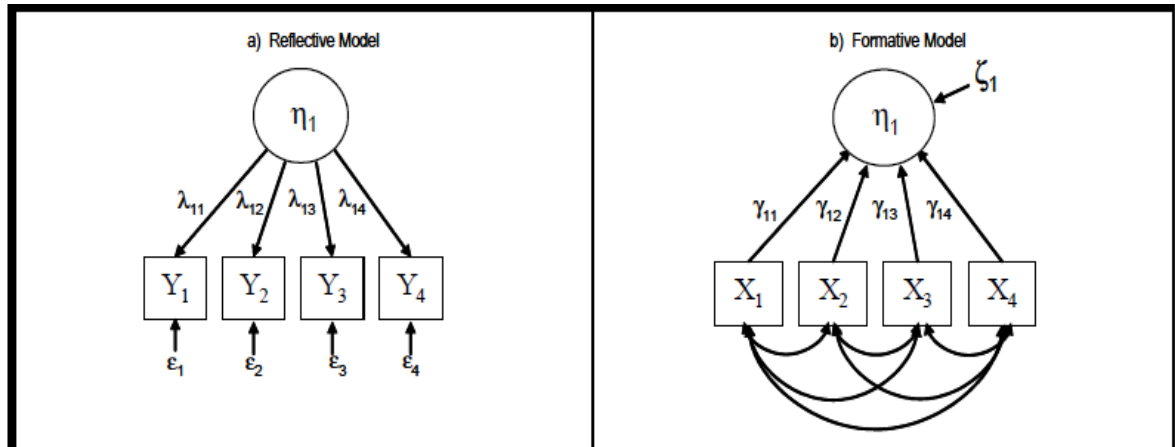 a) Reflective Model
η1
λ11 λ12 λ13 λ14
Y1 Y2 Y3 Y4
ε1 ε2 ε3 ε4
b) Formative Model
ζ1
η1
γ11 γ12 γ13 γ14
X1 X2 X3 X4